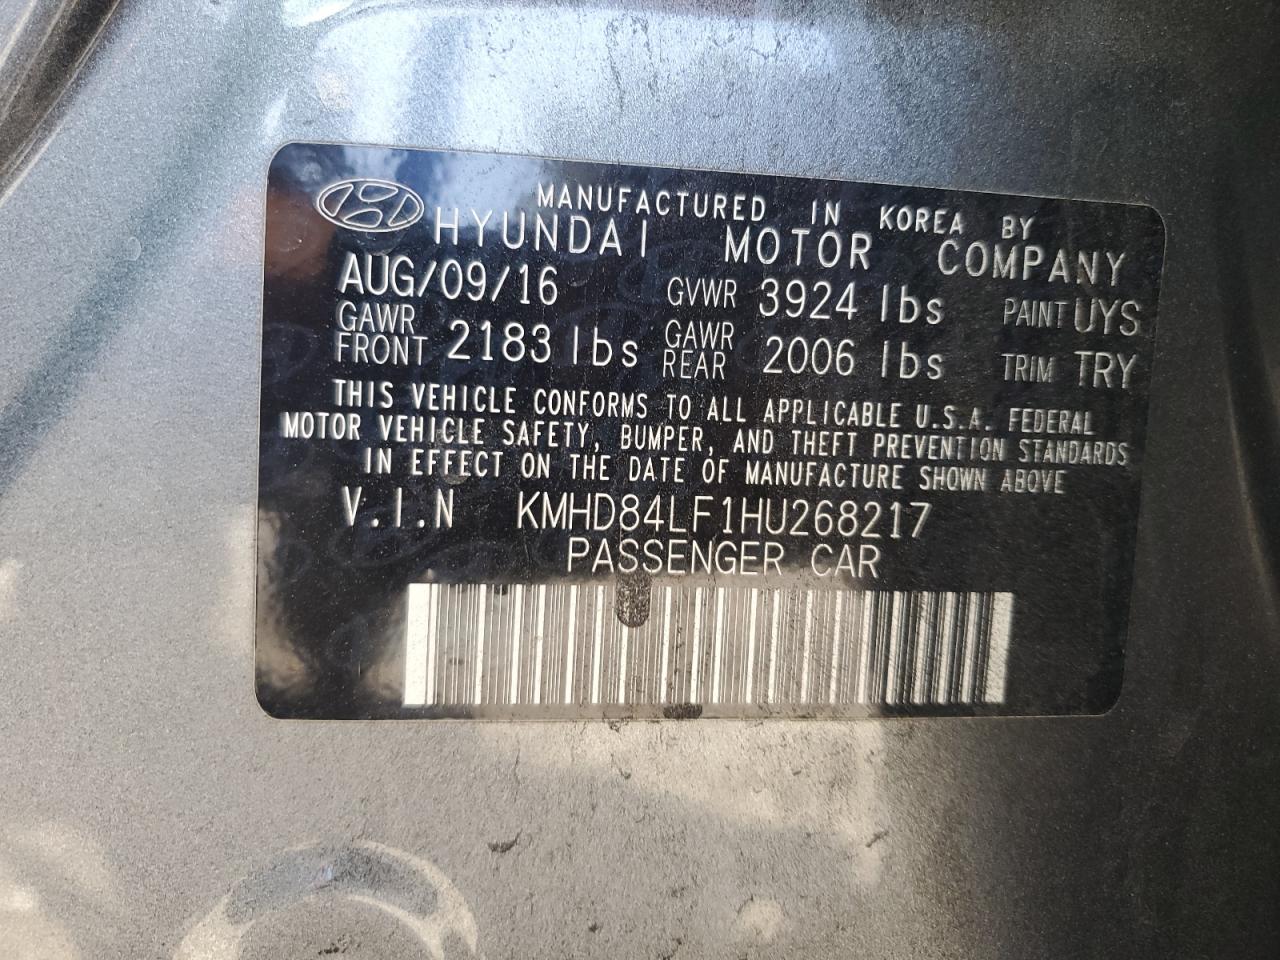 MANUFACTURED IN KOREA BY
HYUNDAI MOTOR COMPANY
AUG/09/16 GVWR 3924 lbs PAINT UYS
GAWR FRONT 2183 lbs GAWR REAR 2006 lbs TRIM TRY
THIS VEHICLE CONFORMS TO ALL APPLICABLE U.S.A. FEDERAL
MOTOR VEHICLE SAFETY, BUMPER, AND THEFT PREVENTION STANDARDS
IN EFFECT ON THE DATE OF MANUFACTURE SHOWN ABOVE
V.I.N KMHD84LF1HU268217
PASSENGER CAR